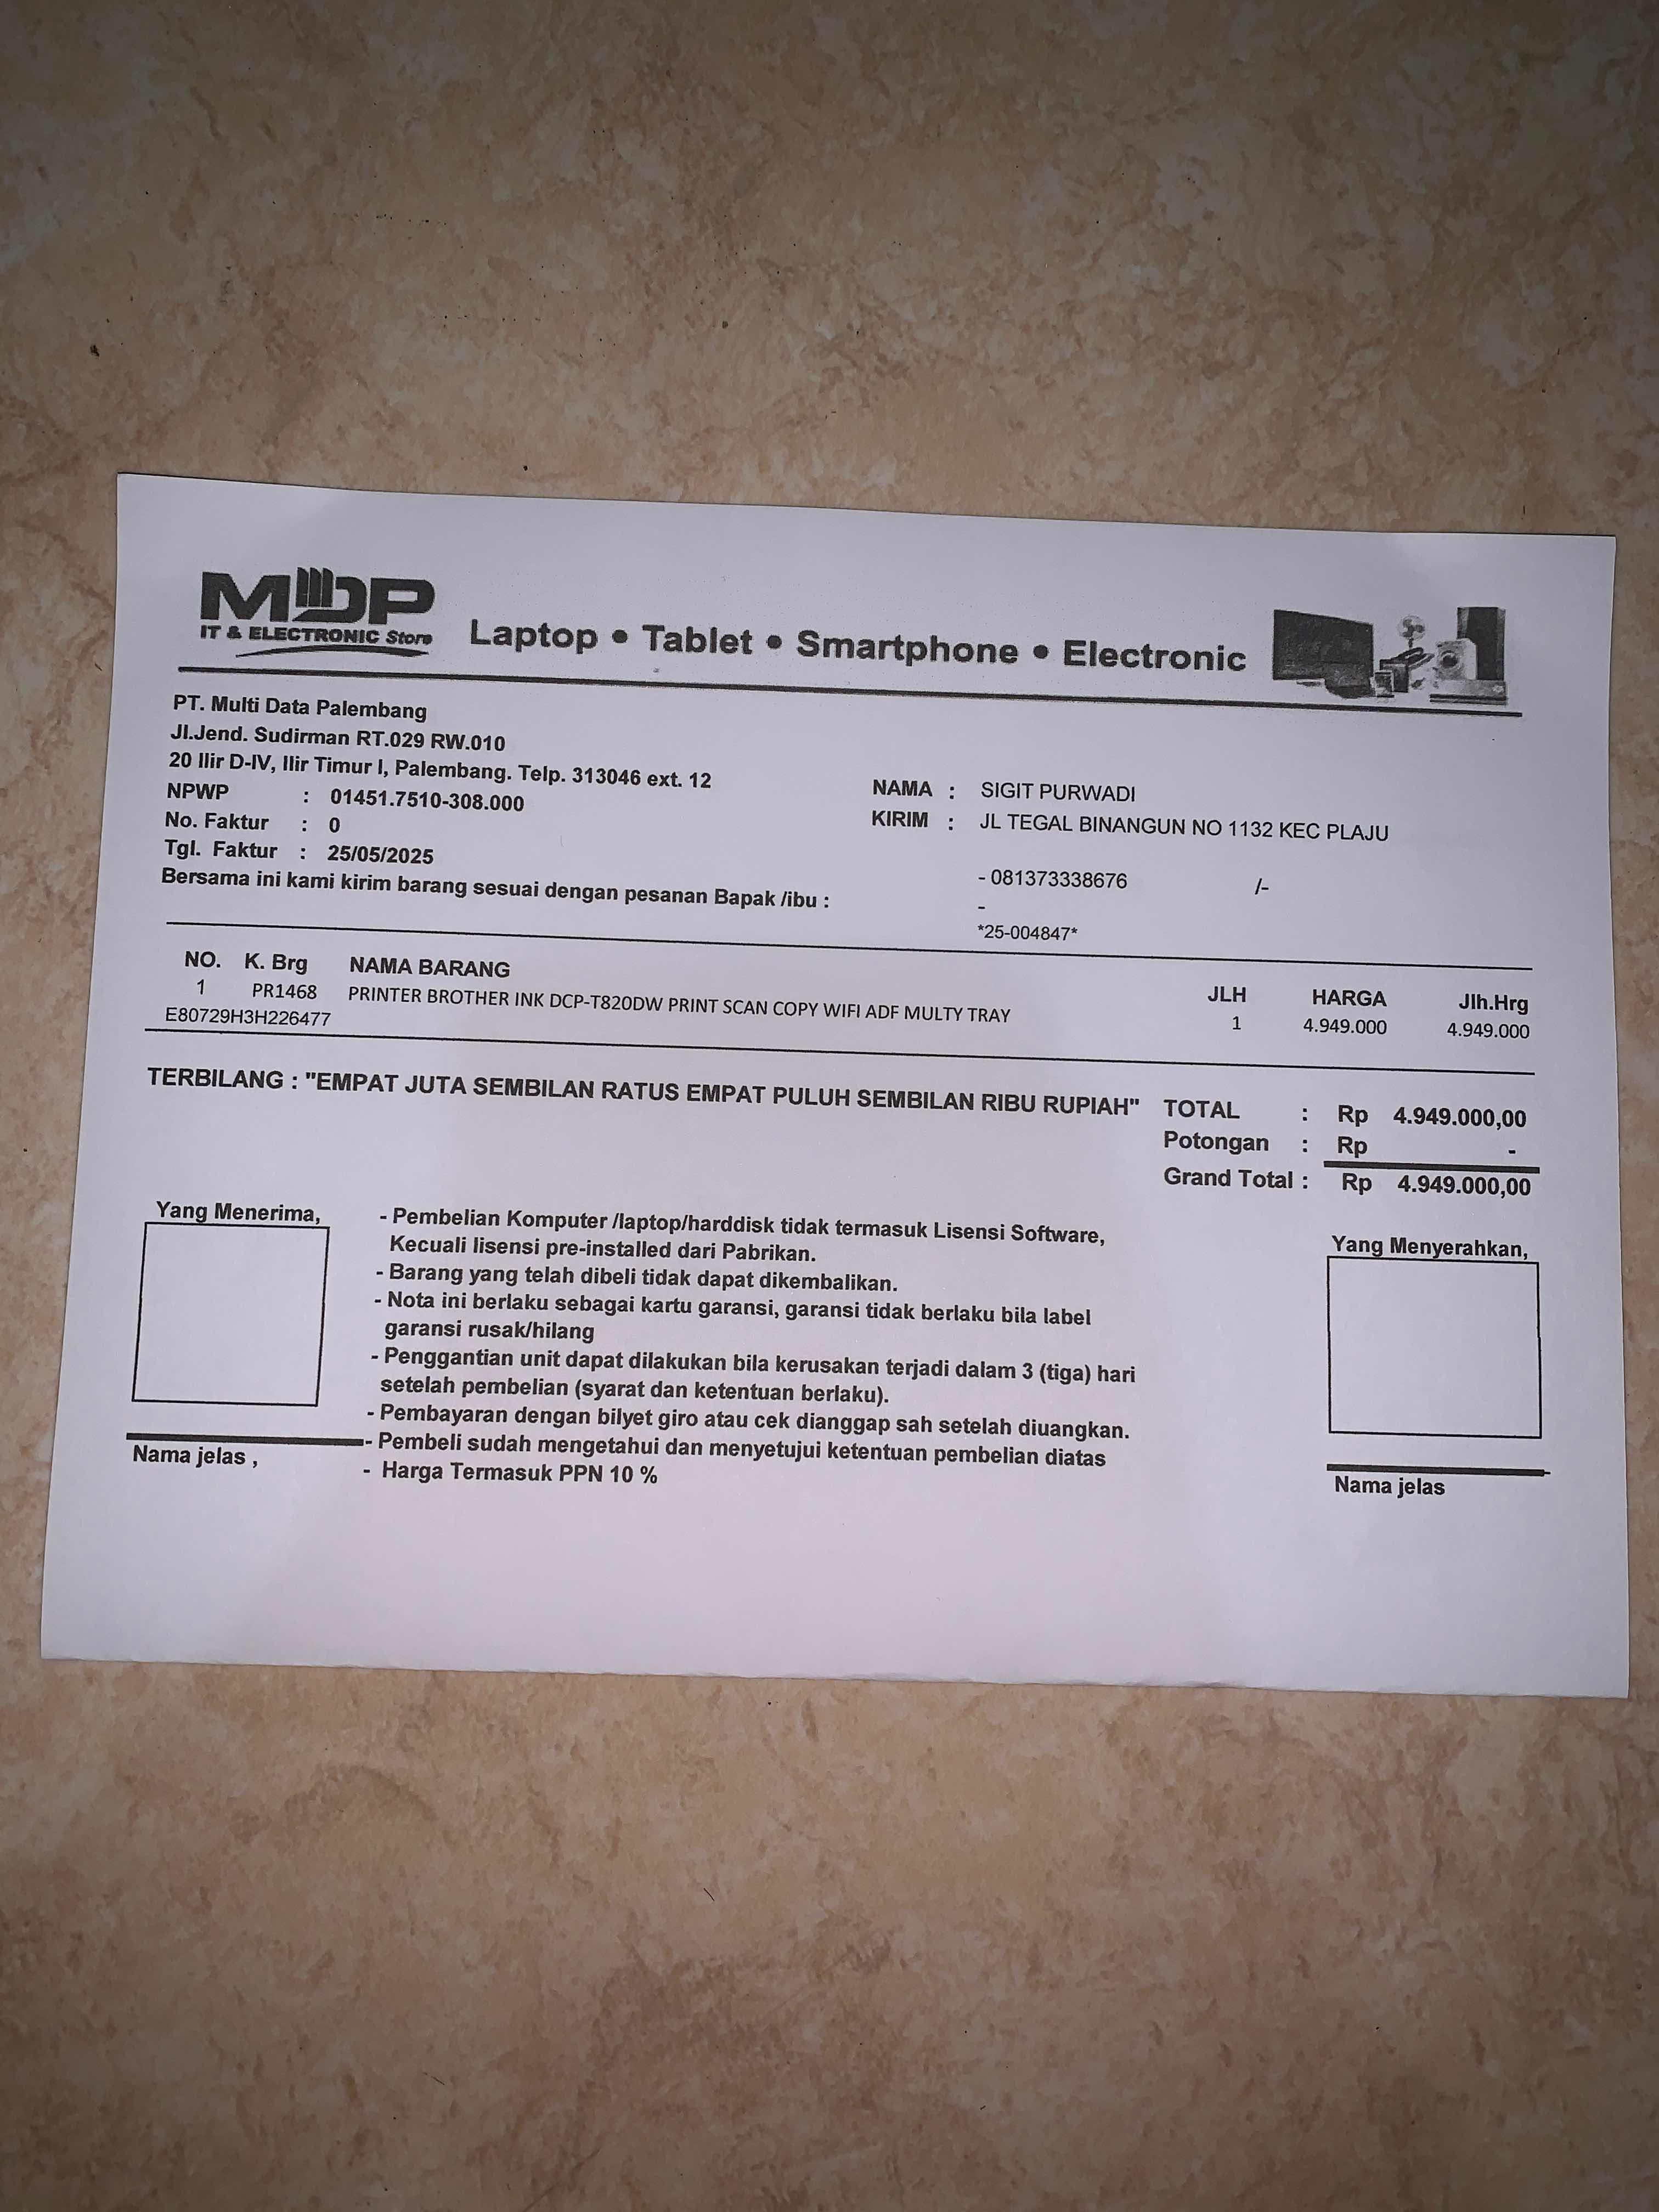 MDP
IT & ELECTRONIC Store
Laptop • Tablet • Smartphone • Electronic
PT. Multi Data Palembang
Jl.Jend. Sudirman RT.029 RW.010
20 Ilir D-IV, Ilir Timur I, Palembang. Telp. 313046 ext. 12
NPWP : 01451.7510-308.000
No. Faktur : 0
Tgl. Faktur : 25/05/2025
Bersama ini kami kirim barang sesuai dengan pesanan Bapak /ibu :
NAMA : SIGIT PURWADI
KIRIM : JL TEGAL BINANGUN NO 1132 KEC PLAJU
- 081373338676 /-
-
*25-004847*
NO. K. Brg NAMA BARANG JLH HARGA Jlh.Hrg
1 PR1468 PRINTER BROTHER INK DCP-T820DW PRINT SCAN COPY WIFI ADF MULTY TRAY 1 4.949.000 4.949.000
E80729H3H226477
TERBILANG : "EMPAT JUTA SEMBILAN RATUS EMPAT PULUH SEMBILAN RIBU RUPIAH"
TOTAL : Rp 4.949.000,00
Potongan : Rp -
Grand Total : Rp 4.949.000,00
Yang Menerima,
Nama jelas ,
- Pembelian Komputer /laptop/harddisk tidak termasuk Lisensi Software,
Kecuali lisensi pre-installed dari Pabrikan.
- Barang yang telah dibeli tidak dapat dikembalikan.
- Nota ini berlaku sebagai kartu garansi, garansi tidak berlaku bila label
garansi rusak/hilang
- Penggantian unit dapat dilakukan bila kerusakan terjadi dalam 3 (tiga) hari
setelah pembelian (syarat dan ketentuan berlaku).
- Pembayaran dengan bilyet giro atau cek dianggap sah setelah diuangkan.
- Pembeli sudah mengetahui dan menyetujui ketentuan pembelian diatas
- Harga Termasuk PPN 10 %
Yang Menyerahkan,
Nama jelas